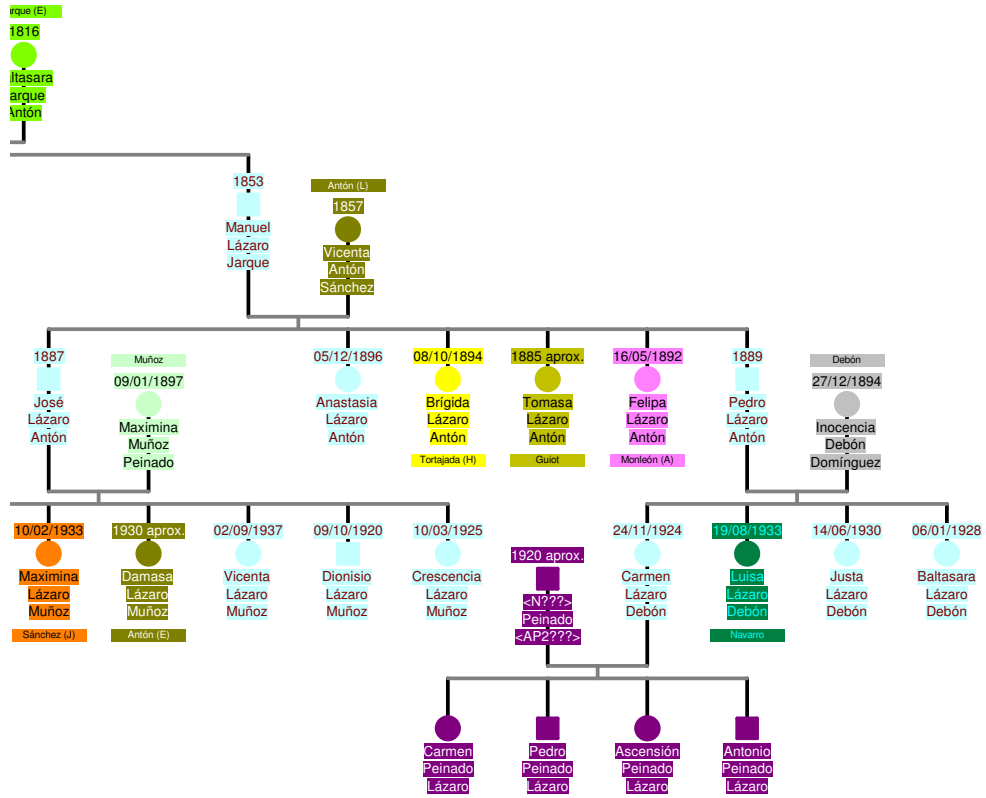 arque (E)
1816
ltasara
arque
Antón
1853
Manuel
Lázaro
Jarque
Antón (L)
1857
Vicenta
Antón
Sánchez
1887
José
Lázaro
Antón
Muñoz
09/01/1897
Maximina
Muñoz
Peinado
05/12/1896
Anastasia
Lázaro
Antón
08/10/1894
Brígida
Lázaro
Antón
Tortajada (H)
1885 aprox.
Tomasa
Lázaro
Antón
Guiot
16/05/1892
Felipa
Lázaro
Antón
Monleón (A)
1889
Pedro
Lázaro
Antón
Debón
27/12/1894
Inocencia
Debón
Domínguez
10/02/1933
Maximina
Lázaro
Muñoz
Sánchez (J)
1930 aprox.
Damasa
Lázaro
Muñoz
Antón (E)
02/09/1937
Vicenta
Lázaro
Muñoz
09/10/1920
Dionisio
Lázaro
Muñoz
10/03/1925
Crescencia
Lázaro
Muñoz
1920 aprox.
<N???>
Peinado
<AP2???>
24/11/1924
Carmen
Lázaro
Debón
19/08/1933
Luisa
Lázaro
Debón
Navarro
14/06/1930
Justa
Lázaro
Debón
06/01/1928
Baltasara
Lázaro
Debón
Carmen
Peinado
Lázaro
Pedro
Peinado
Lázaro
Ascensión
Peinado
Lázaro
Antonio
Peinado
Lázaro